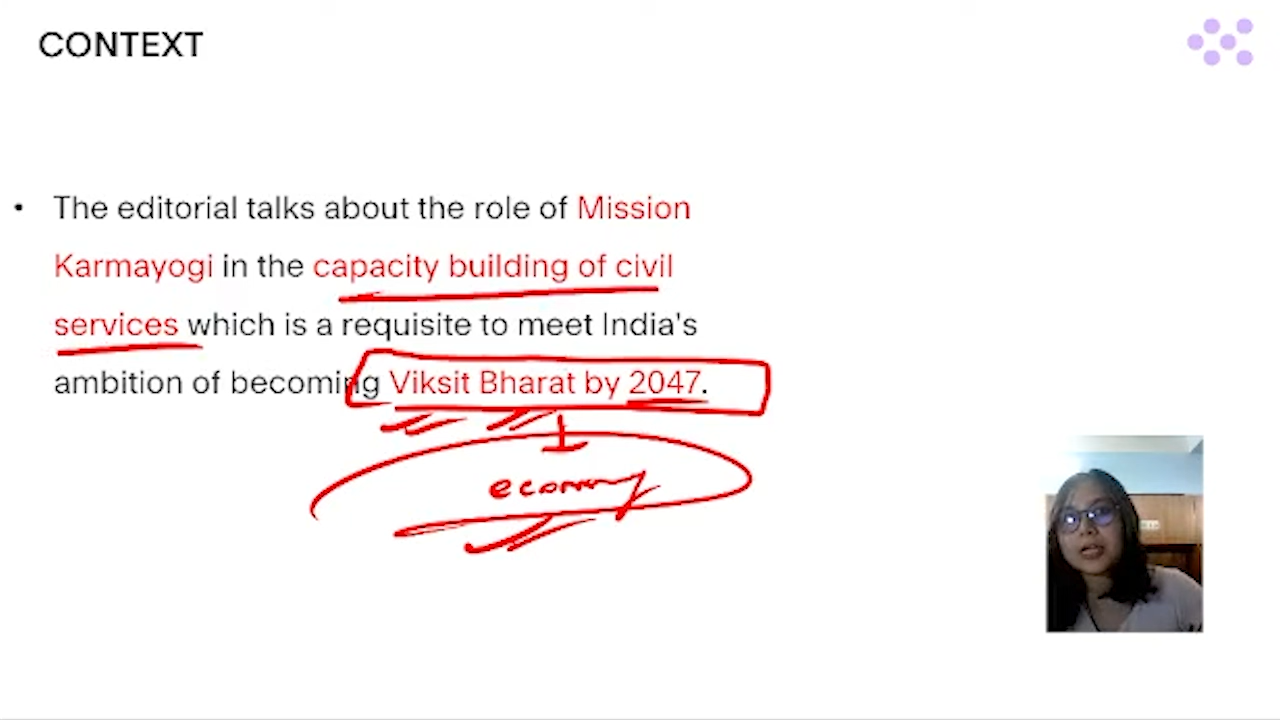 CONTEXT
• The editorial talks about the role of Mission
Karmayogi in the capacity building of civil
services which is a requisite to meet India's
ambition of becoming Viksit Bharat by 2047.
economy